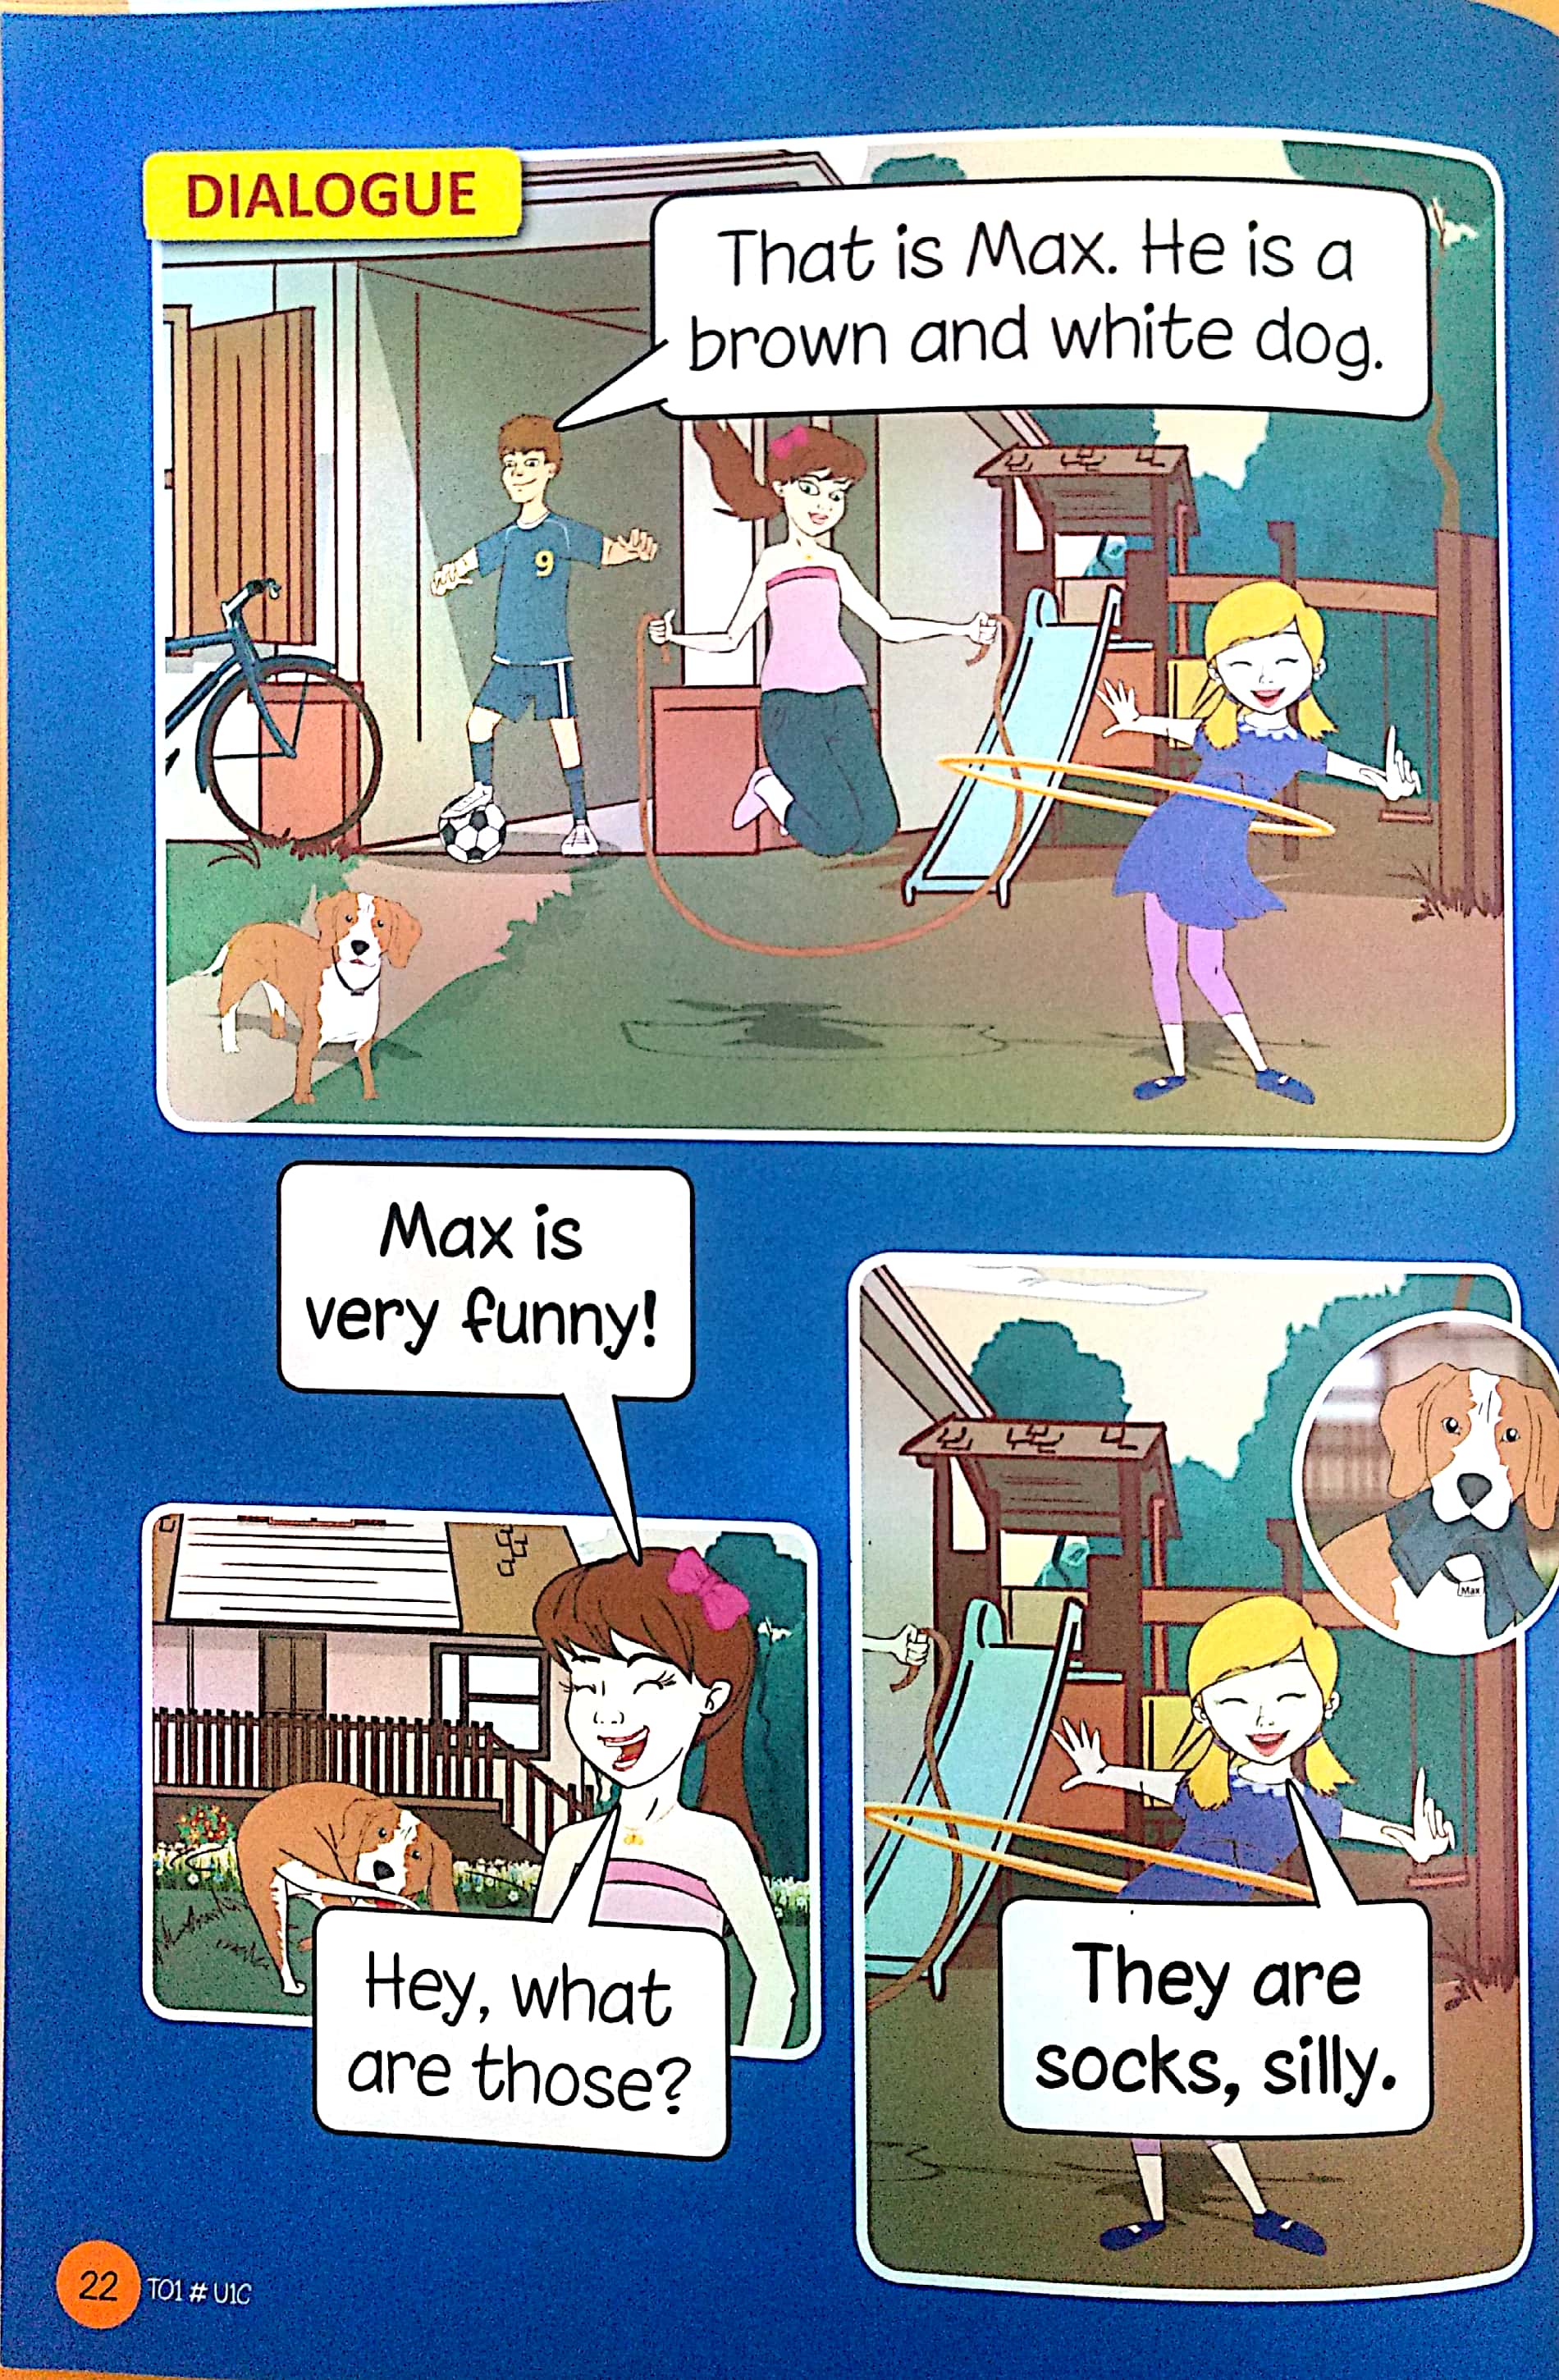 DIALOGUE
That is Max. He is a
brown and white dog.
9
Max is
very funny!
Hey, what
are those?
Max
They are
socks, silly.
22 TO1 # U1C